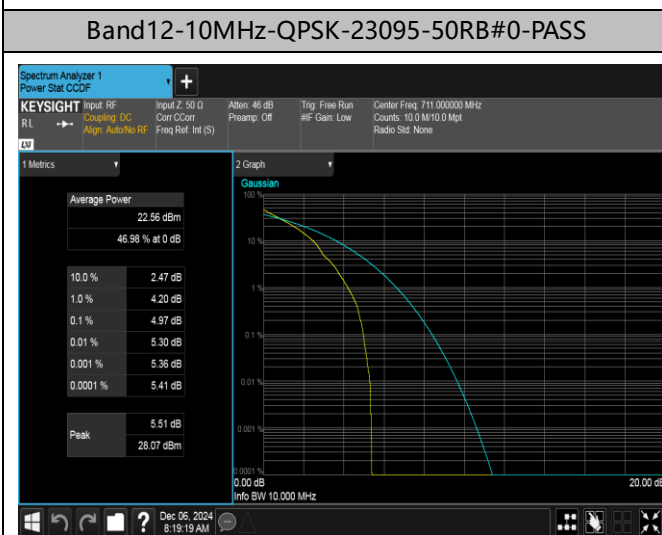 Band12-10MHz-QPSK-23095-50RB#0-PASS
Spectrum Analyzer 1
Power Stat CCDF
+
KEYSIGHT Input: RF Input Z: 50 Ω Atten: 46 dB Trig: Free Run Center Freq: 711.000000 MHz
RL Coupling: DC Corr CCorr Preamp: Off #IF Gain: Low Counts: 10.0 M/10.0 Mpt
Align: Auto/No RF Freq Ref: Int (S) Radio Std: None
LXI
1 Metrics
2 Graph
Average Power
22.56 dBm
46.98 % at 0 dB
10.0 % 2.47 dB
1.0 % 4.20 dB
0.1 % 4.97 dB
0.01 % 5.30 dB
0.001 % 5.36 dB
0.0001 % 5.41 dB
Peak 5.51 dB
28.07 dBm
Gaussian
100 %
10 %
1 %
0.1 %
0.01 %
0.001 %
0.0001 %
0.00 dB 20.00 dB
Info BW 10.000 MHz
? Dec 06, 2024
8:19:19 AM